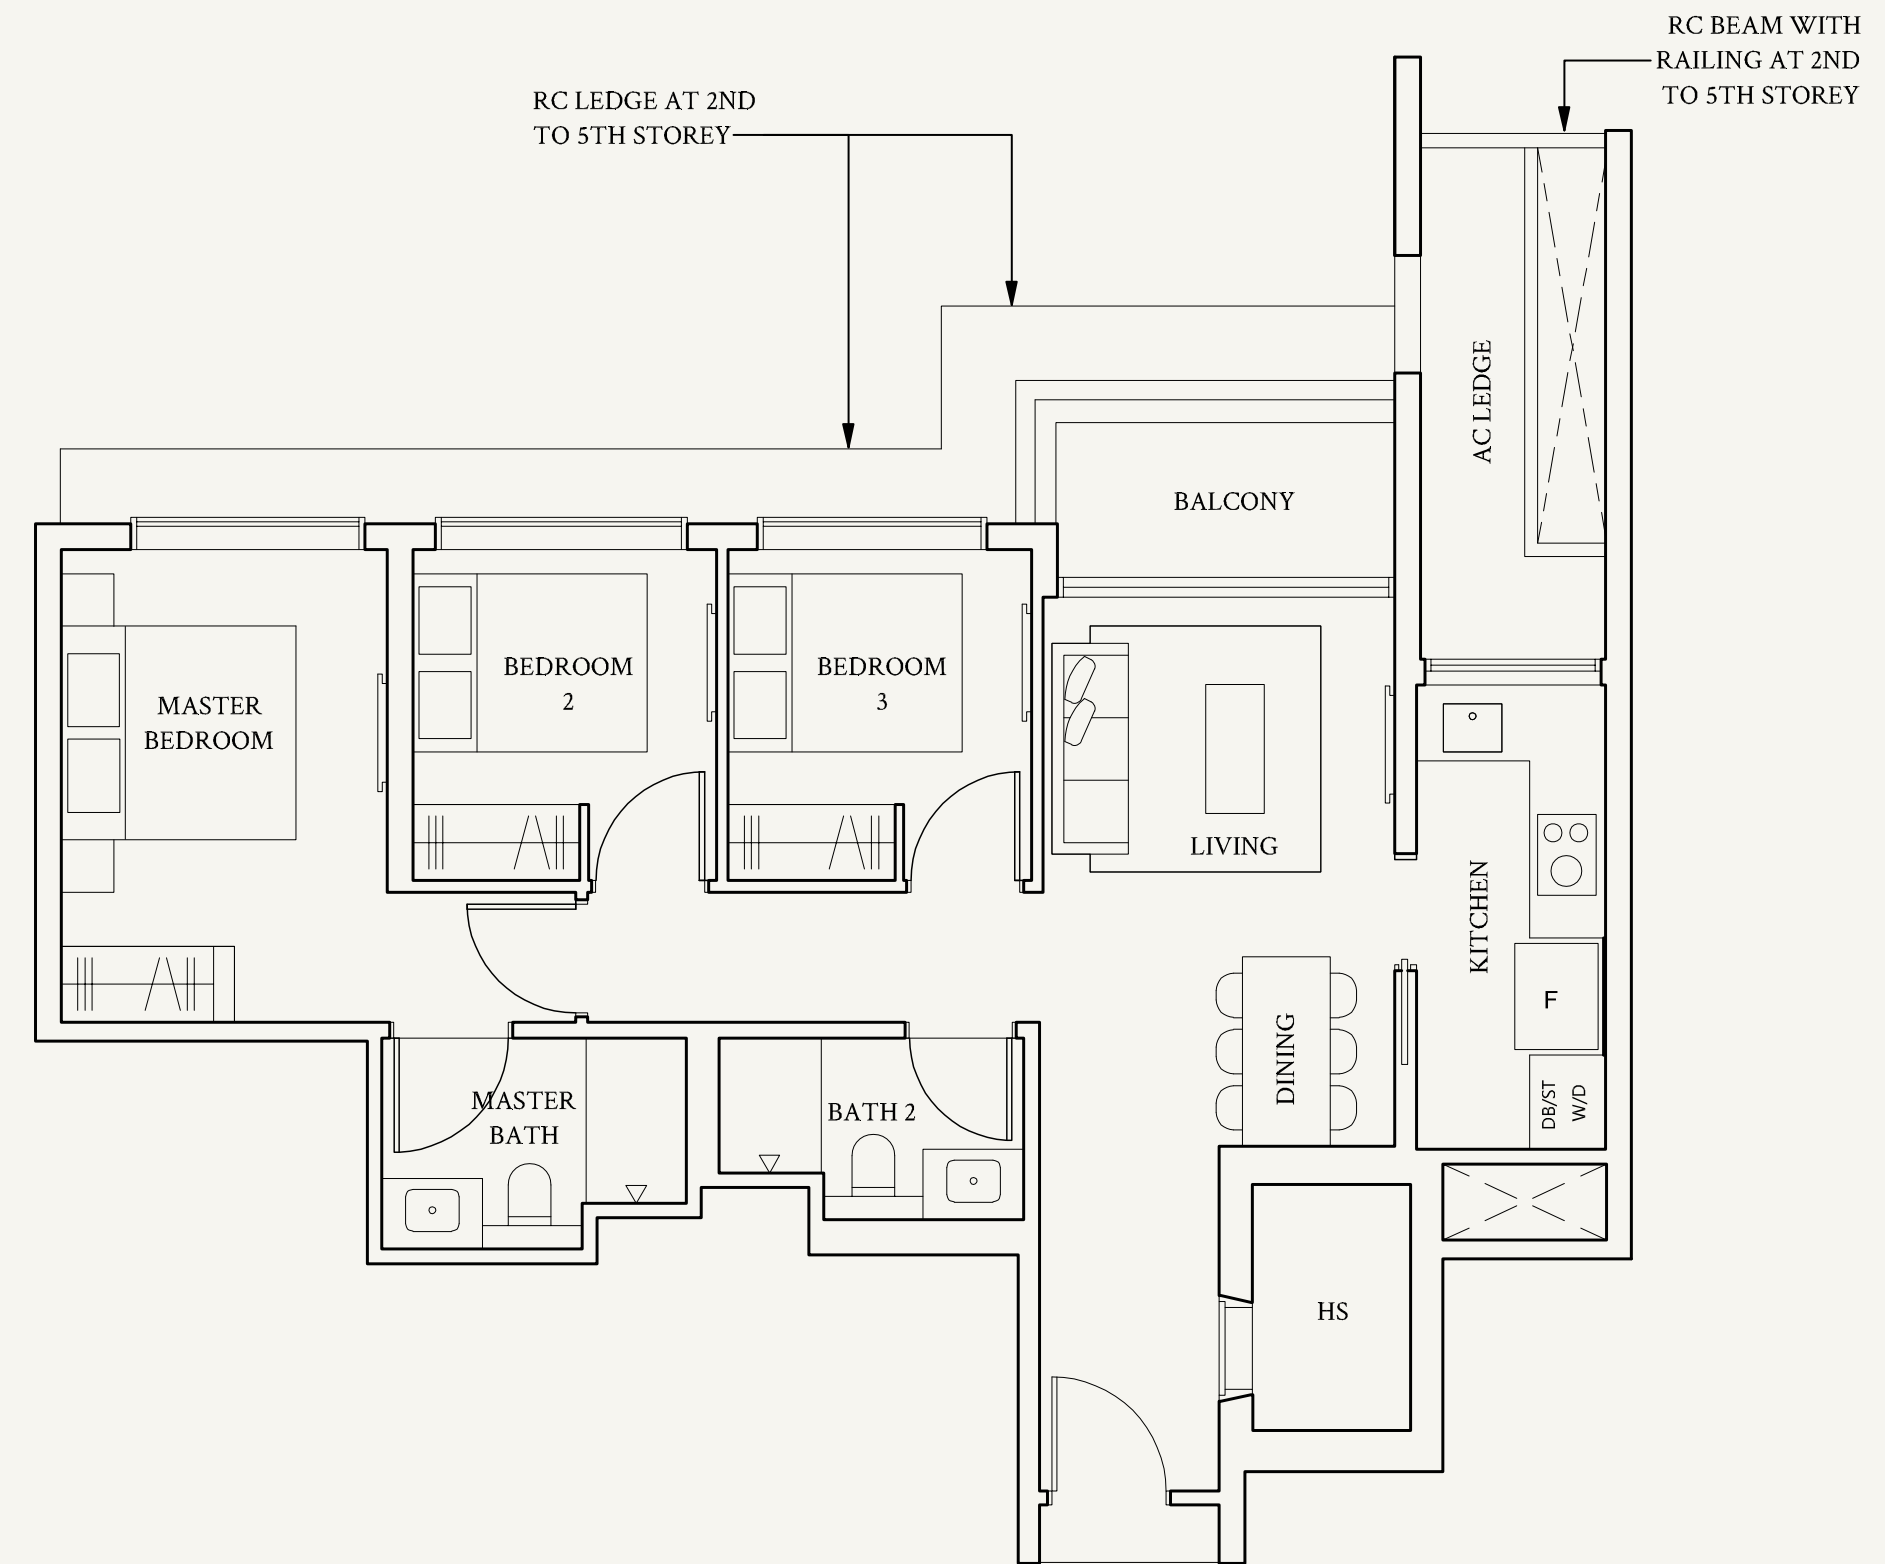 RC BEAM WITH
RAILING AT 2ND
TO 5TH STOREY
RC LEDGE AT 2ND
TO 5TH STOREY
AC LEDGE
BALCONY
MASTER
BEDROOM
BEDROOM
2
BEDROOM
3
LIVING
KITCHEN
F
DINING
DB/ST
W/D
MASTER
BATH
BATH 2
HS